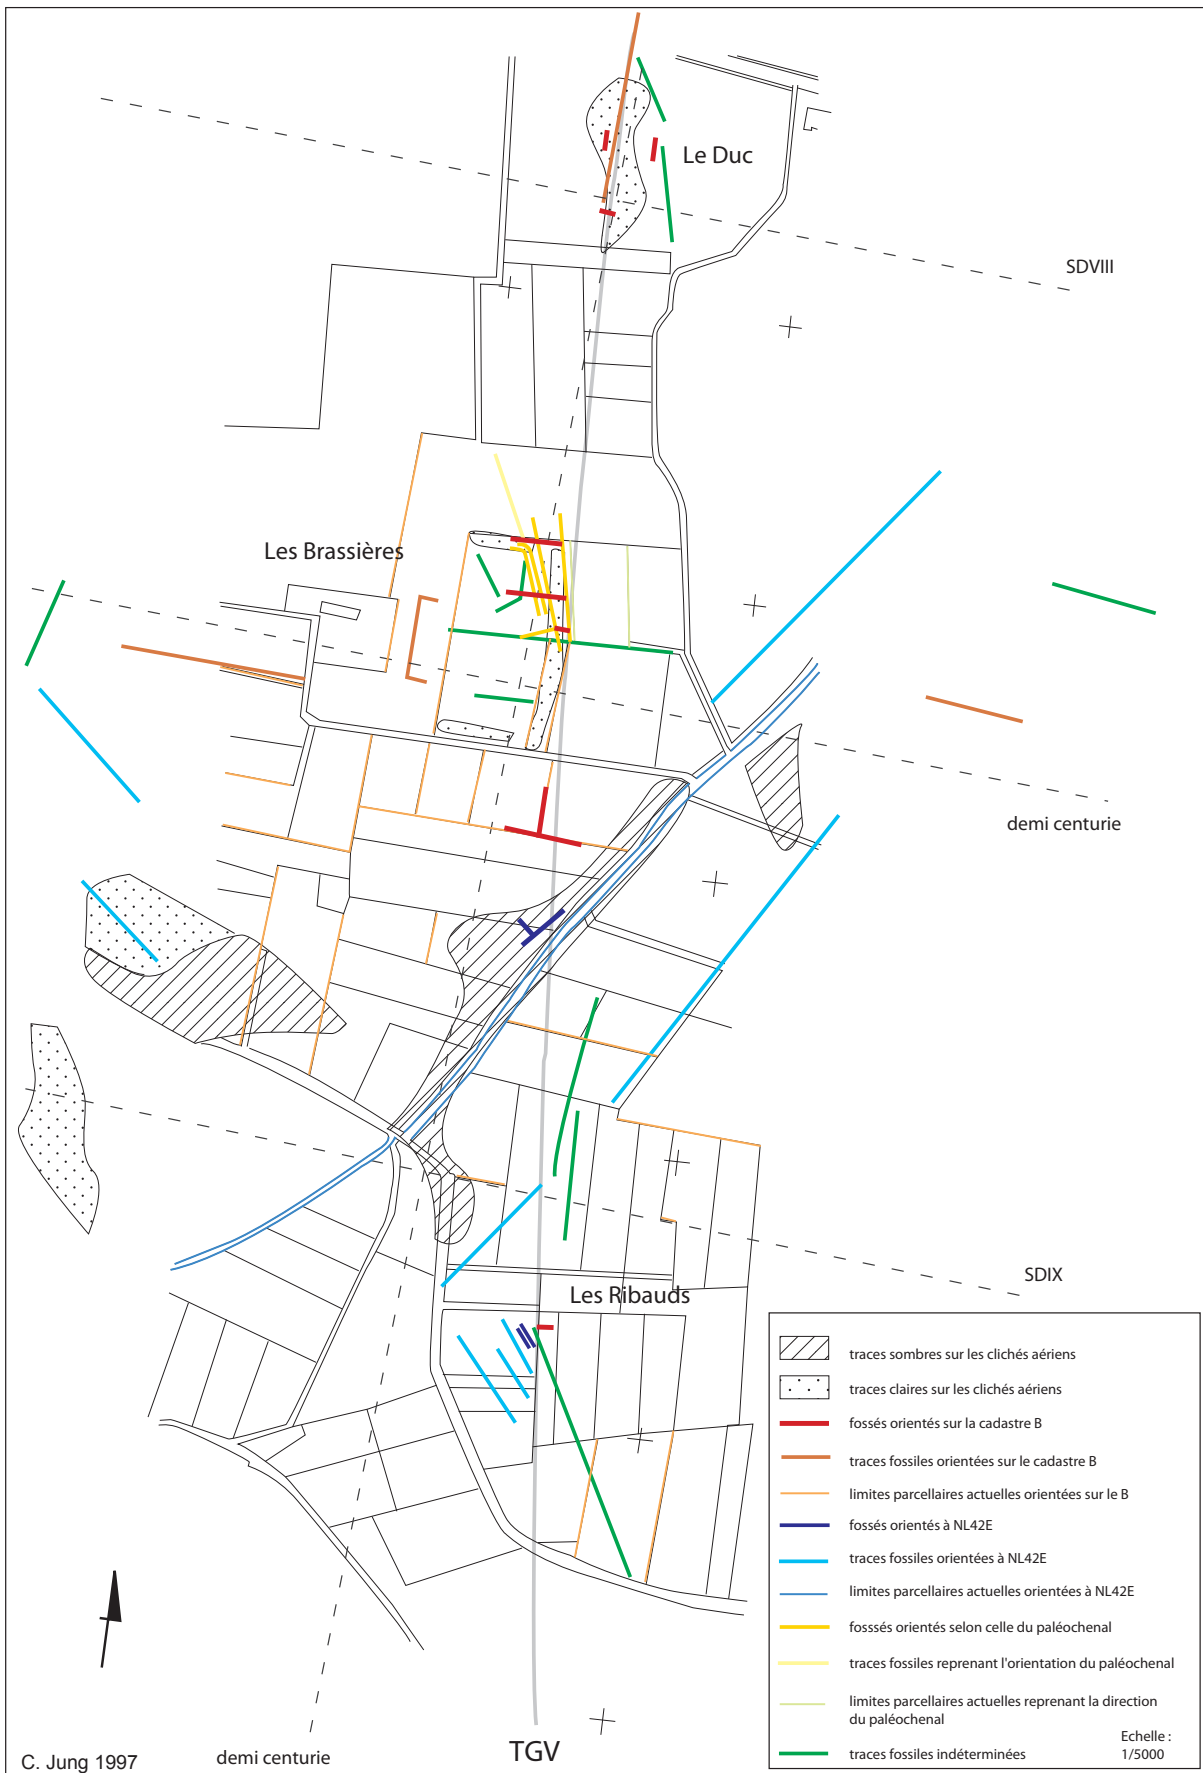 Le Duc
SDVIII
Les Brassières
demi centurie
SDIX
Les Ribauds
traces sombres sur les clichés aériens
traces claires sur les clichés aériens
fossés orientés sur la cadastre B
traces fossiles orientées sur le cadastre B
limites parcellaires actuelles orientées sur le B
fossés orientés à NL42E
traces fossiles orientées à NL42E
limites parcellaires actuelles orientées à NL42E
fosssés orientés selon celle du paléochenal
traces fossiles reprenant l'orientation du paléochenal
limites parcellaires actuelles reprenant la direction
du paléochenal
traces fossiles indéterminées
Echelle :
1/5000
C. Jung 1997
demi centurie
TGV